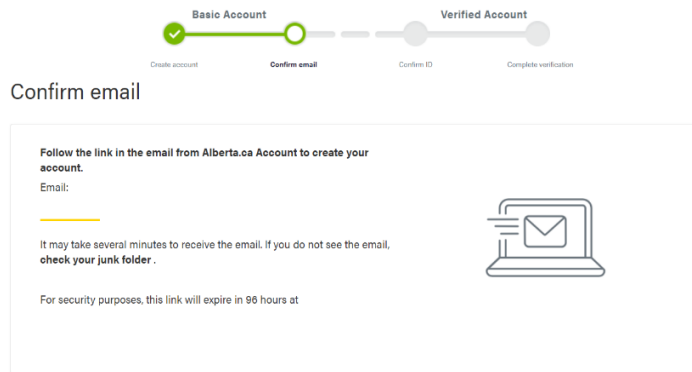 Basic Account
Verified Account
Create account
Confirm email
Confirm ID
Complete verification
Confirm email
Follow the link in the email from Alberta.ca Account to create your
account.
Email:
It may take several minutes to receive the email. If you do not see the email,
check your junk folder .
For security purposes, this link will expire in 96 hours at